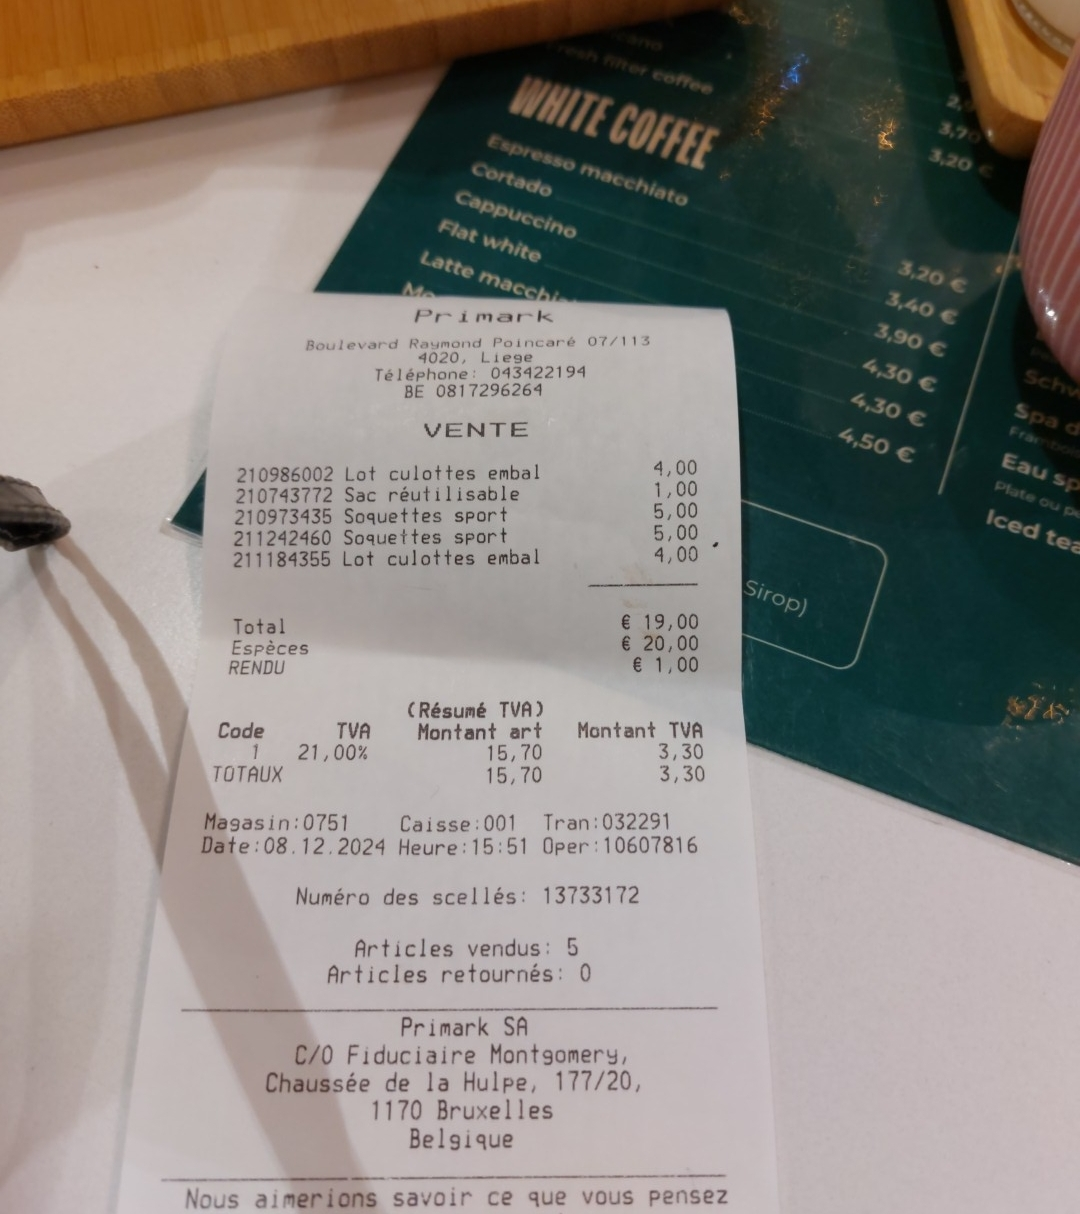 Fresh filter coffee
3,20 €
WHITE COFFEE
Espresso macchiato 3,20 €
Cortado 3,40 €
Cappuccino 3,90 €
Flat white 4,30 €
Latte 4,30 €
4,50 €
Spa
Eau
Plate ou
Iced tea
Sirop)
Primark
Boulevard Raymond Poincaré 07/113
4020, Liege
Téléphone: 043422194
BE 0817296264
VENTE
210986002 Lot culottes embal 4,00
210743772 Sac réutilisable 1,00
210973435 Soquettes sport 5,00
211242460 Soquettes sport 5,00
211184355 Lot culottes embal 4,00
Total € 19,00
Espèces € 20,00
RENDU € 1,00
(Résumé TVA)
Code TVA Montant art Montant TVA
1 21,00% 15,70 3,30
TOTAUX 15,70 3,30
Magasin:0751 Caisse:001 Tran:032291
Date:08.12.2024 Heure:15:51 Oper:10607816
Numéro des scellés: 13733172
Articles vendus: 5
Articles retournés: 0
Primark SA
C/O Fiduciaire Montgomery,
Chaussée de la Hulpe, 177/20,
1170 Bruxelles
Belgique
Nous aimerions savoir ce que vous pensez